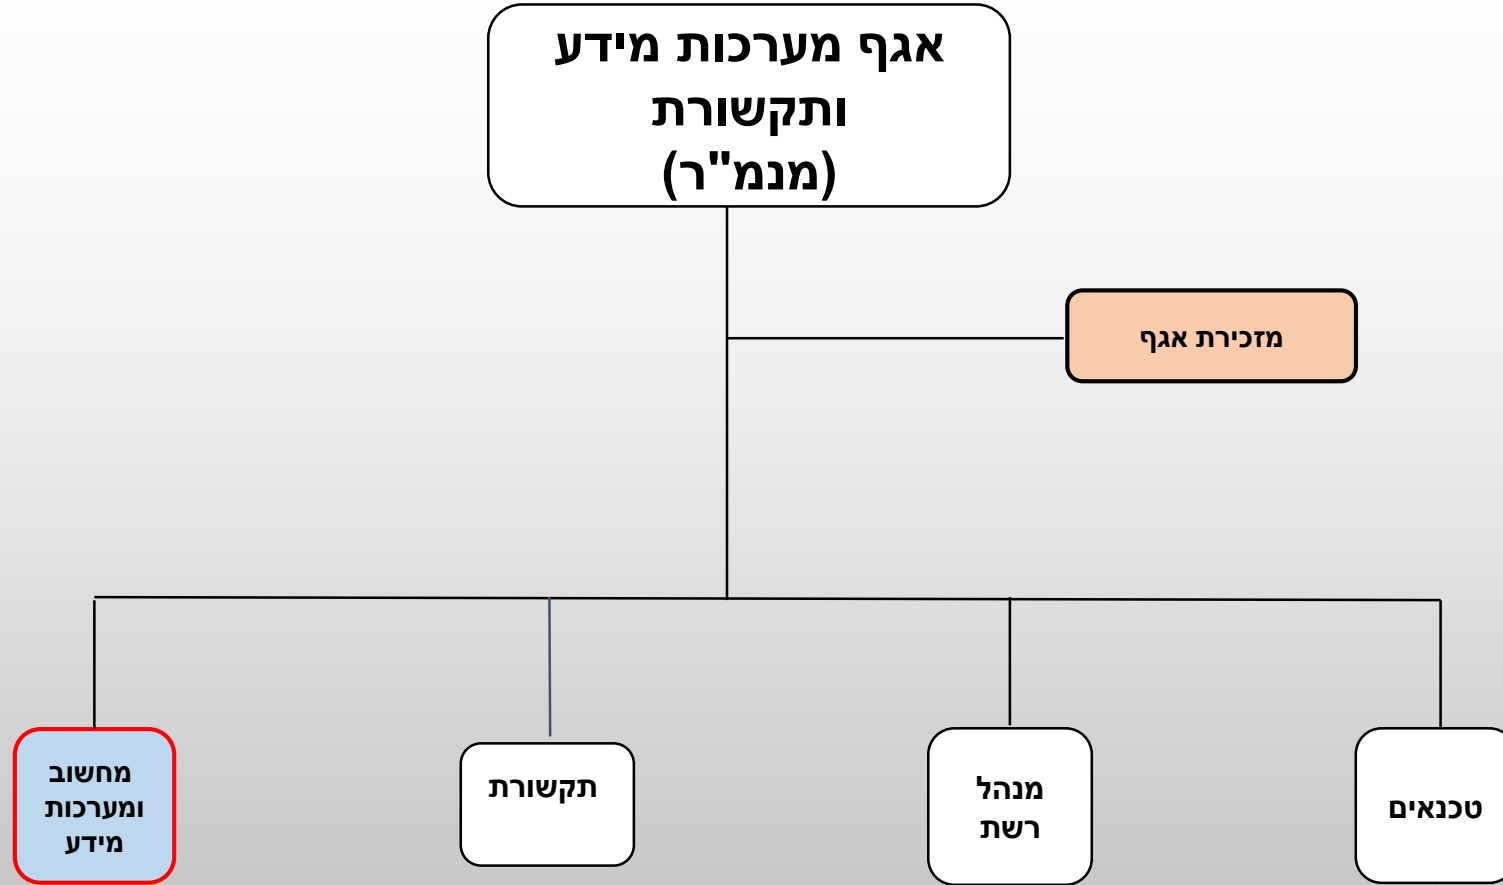 אגף מערכות מידע
ותקשורת
(מנמ"ר)
מזכירת אגף
טכנאים
מנהל
רשת
תקשורת
מחשוב
ומערכות
מידע